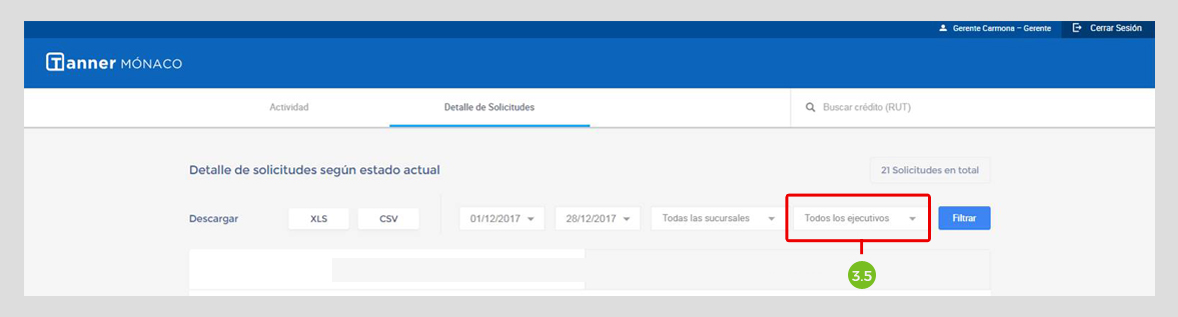 Gerente Carmona – Gerente Cerrar Sesión
Tanner MÓNACO
Actividad Detalle de Solicitudes Buscar crédito (RUT)
Detalle de solicitudes según estado actual 21 Solicitudes en total
Descargar XLS CSV 01/12/2017 28/12/2017 Todas las sucursales Todos los ejecutivos Filtrar
3.5